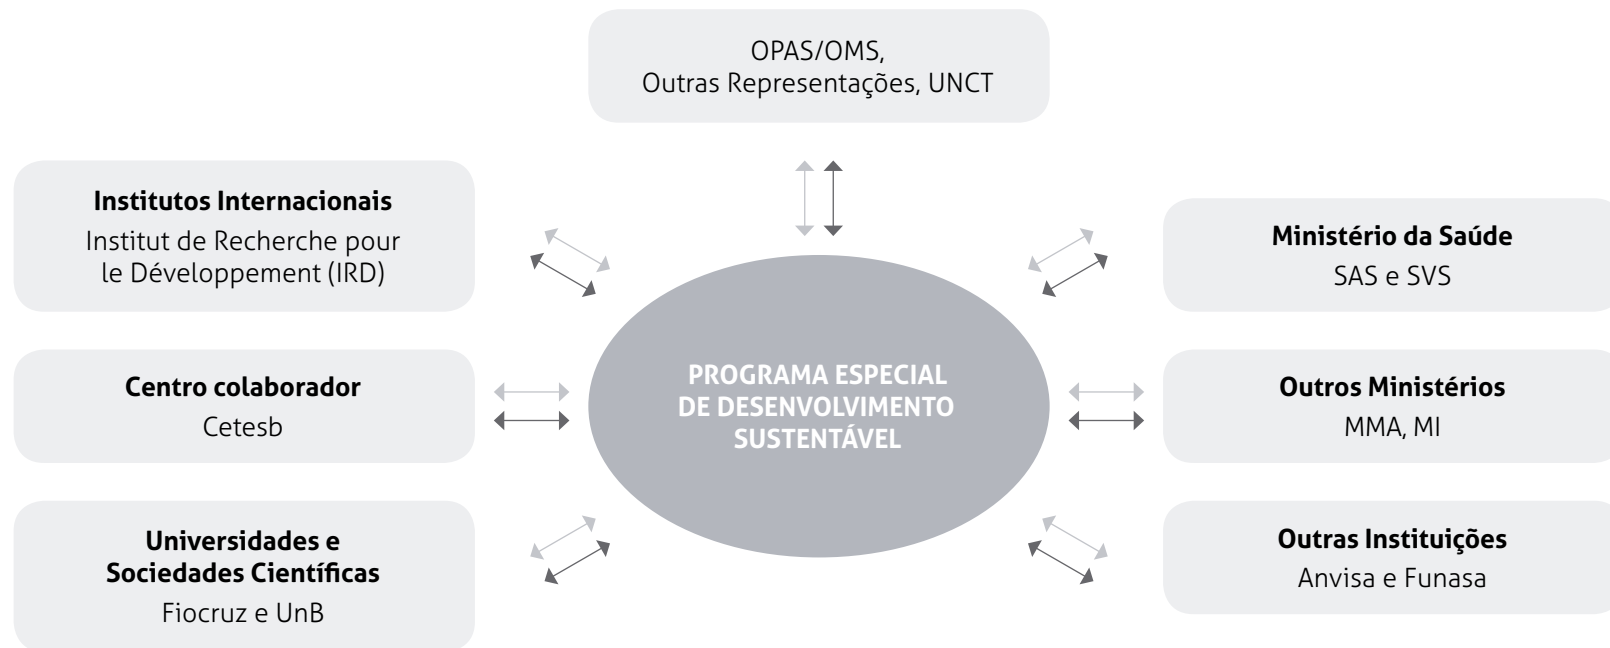 OPAS/OMS,
Outras Representações, UNCT
Institutos Internacionais
Institut de Recherche pour
le Développement (IRD)
Ministério da Saúde
SAS e SVS
Centro colaborador
Cetesb
PROGRAMA ESPECIAL
DE DESENVOLVIMENTO
SUSTENTÁVEL
Outros Ministérios
MMA, MI
Universidades e
Sociedades Científicas
Fiocruz e UnB
Outras Instituições
Anvisa e Funasa